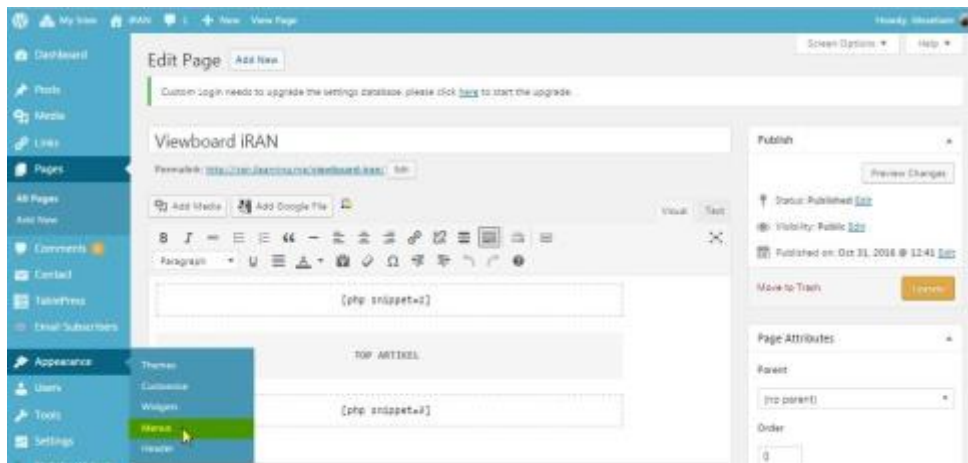 My Sites iRAN 1 + New View Page
Howdy,
Screen Options Help
Dashboard
Posts
Media
Links
Pages
All Pages
Add New
Comments
Contact
TablePress
Email Subscribers
Appearance
Users
Tools
Settings
Themes
Customise
Widgets
Menus
Header
Edit Page Add New
Custom Login needs to upgrade the settings database, please click here to start the upgrade.
Viewboard iRAN
Permalink: Edit
Add Media Add Google File
Visual Text
Paragraph
[php snippet=2]
TOP ARTIKEL
[php snippet=3]
Publish
Preview Changes
Status: Published Edit
Visibility: Public Edit
Published on: Oct 31, 2016 @ 12:41 Edit
Move to Trash Update
Page Attributes
Parent
(no parent)
Order
0